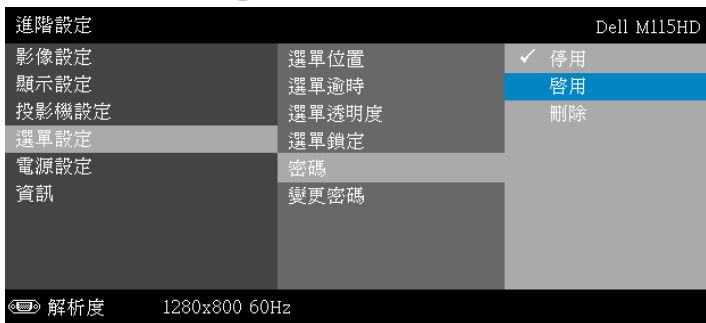 進階設定 Dell M115HD
影像設定 選單位置 ✓ 停用
顯示設定 選單逾時 啓用
投影機設定 選單透明度 刪除
選單設定 選單鎖定
電源設定 密碼
資訊 變更密碼
解析度 1280x800 60Hz